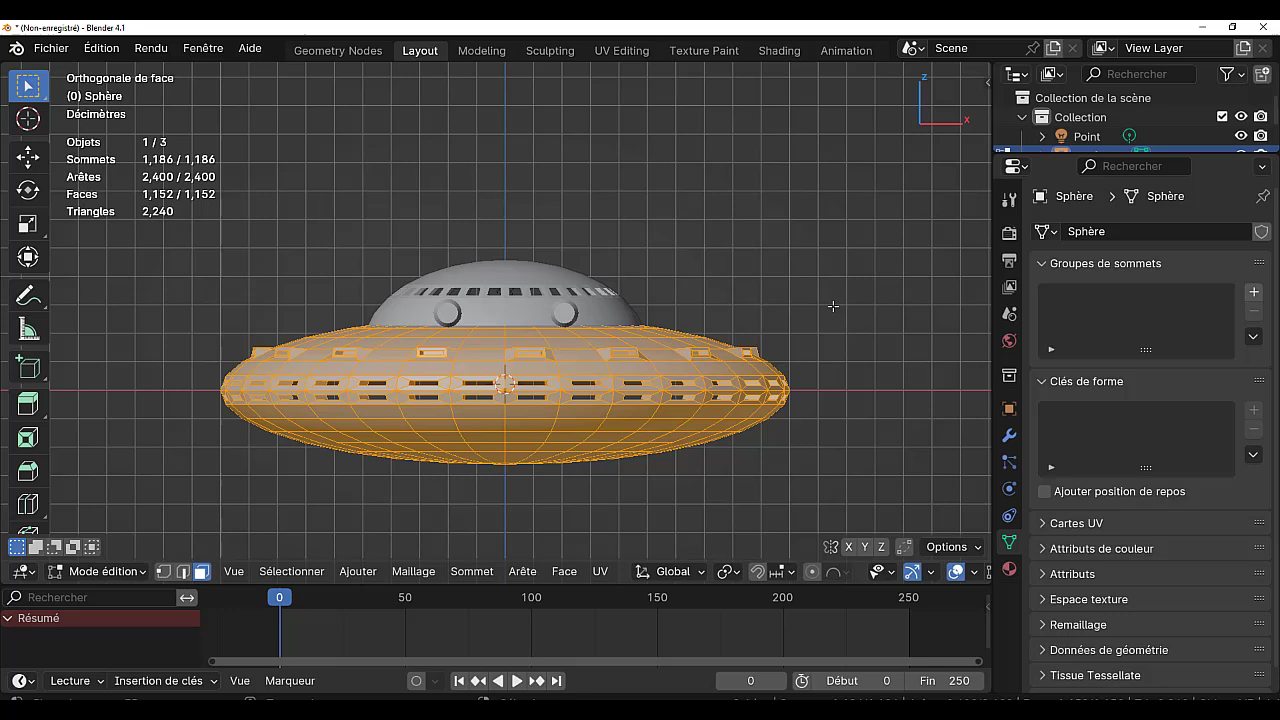 * (Non-enregistré) - Blender 4.1
Fichier Édition Rendu Fenêtre Aide Geometry Nodes Layout Modeling Sculpting UV Editing Texture Paint Shading Animation Scene View Layer
Orthogonale de face
(0) Sphère
Décimètres
Objets 1 / 3
Sommets 1,186 / 1,186
Arêtes 2,400 / 2,400
Faces 1,152 / 1,152
Triangles 2,240
z
x
Rechercher
Collection de la scène
Collection
Point
Rechercher
Sphère Sphère
Sphère
Groupes de sommets
Clés de forme
Ajouter position de repos
Cartes UV
Attributs de couleur
Attributs
Espace texture
Remaillage
Données de géométrie
Tissue Tessellate
X Y Z Options
Mode édition Vue Sélectionner Ajouter Maillage Sommet Arête Face UV Global
Rechercher 0 50 100 150 200 250
Résumé
Lecture Insertion de clés Vue Marqueur 0 Début 0 Fin 250